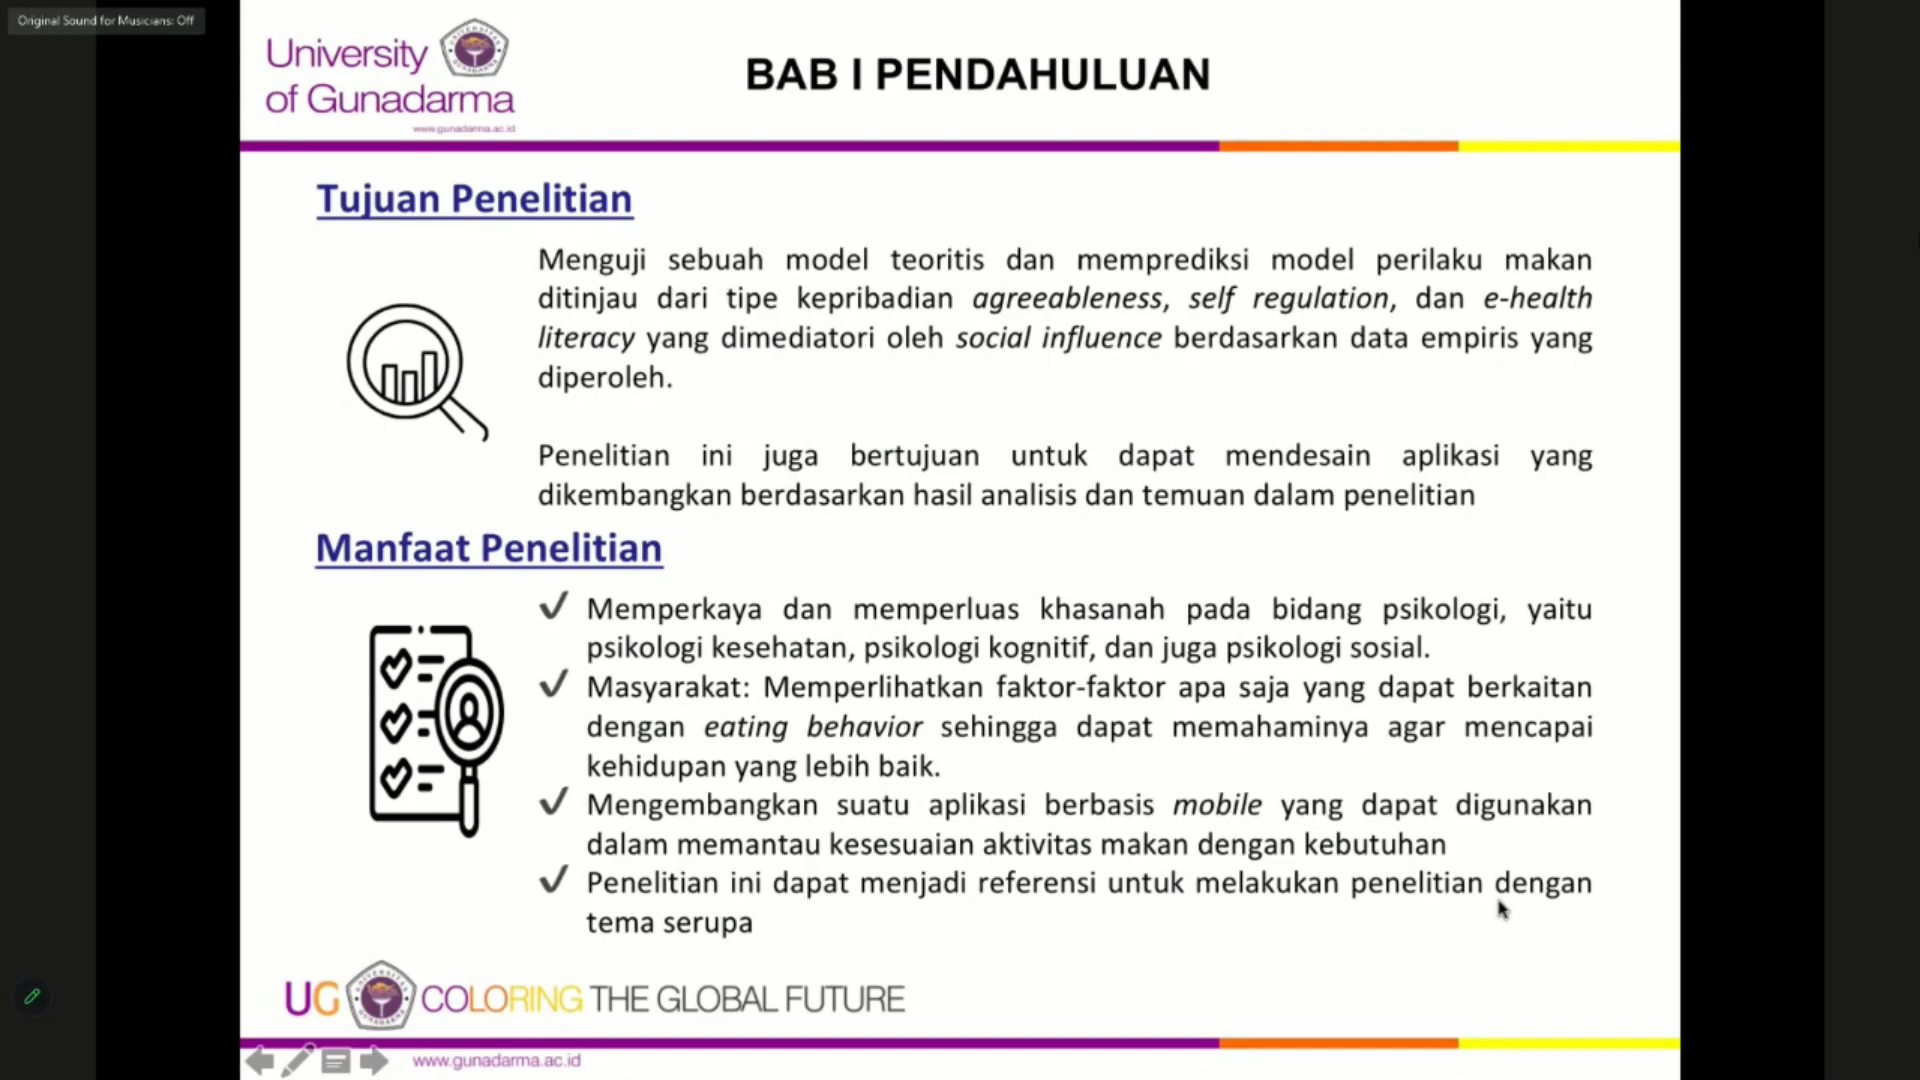 Original Sound for Musicians: Off
University
of Gunadarma
www.gunadarma.ac.id
BAB I PENDAHULUAN
Tujuan Penelitian
Menguji sebuah model teoritis dan memprediksi model perilaku makan
ditinjau dari tipe kepribadian agreeableness, self regulation, dan e-health
literacy yang dimediatori oleh social influence berdasarkan data empiris yang
diperoleh.
Penelitian ini juga bertujuan untuk dapat mendesain aplikasi yang
dikembangkan berdasarkan hasil analisis dan temuan dalam penelitian
Manfaat Penelitian
✓ Memperkaya dan memperluas khasanah pada bidang psikologi, yaitu
psikologi kesehatan, psikologi kognitif, dan juga psikologi sosial.
✓ Masyarakat: Memperlihatkan faktor-faktor apa saja yang dapat berkaitan
dengan eating behavior sehingga dapat memahaminya agar mencapai
kehidupan yang lebih baik.
✓ Mengembangkan suatu aplikasi berbasis mobile yang dapat digunakan
dalam memantau kesesuaian aktivitas makan dengan kebutuhan
✓ Penelitian ini dapat menjadi referensi untuk melakukan penelitian dengan
tema serupa
UG COLORING THE GLOBAL FUTURE
www.gunadarma.ac.id